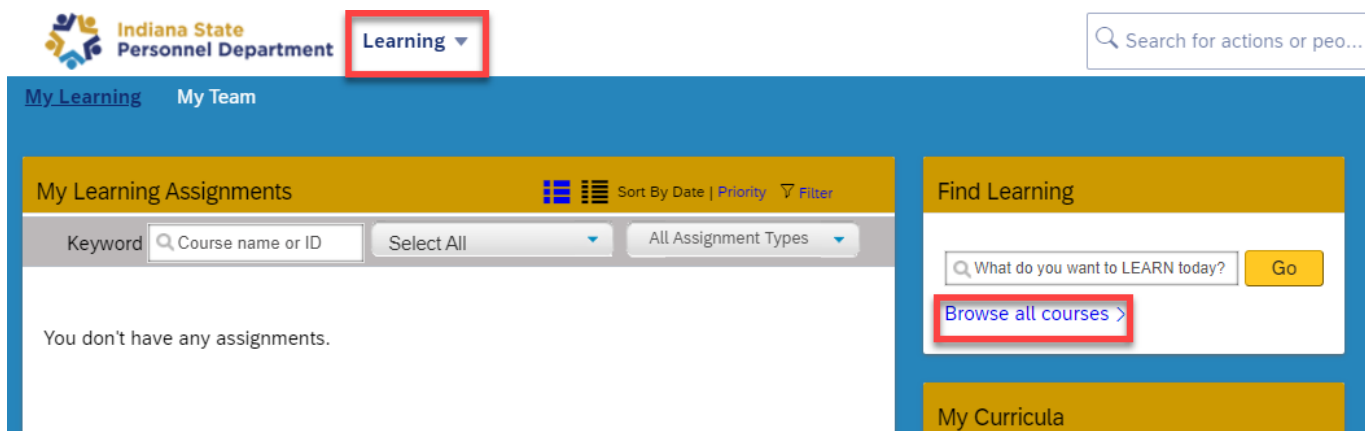 Indiana State
Personnel Department
Learning
Search for actions or peo...
My Learning My Team
My Learning Assignments Sort By Date | Priority Filter
Keyword Course name or ID Select All All Assignment Types
You don't have any assignments.
Find Learning
What do you want to LEARN today? Go
Browse all courses >
My Curricula